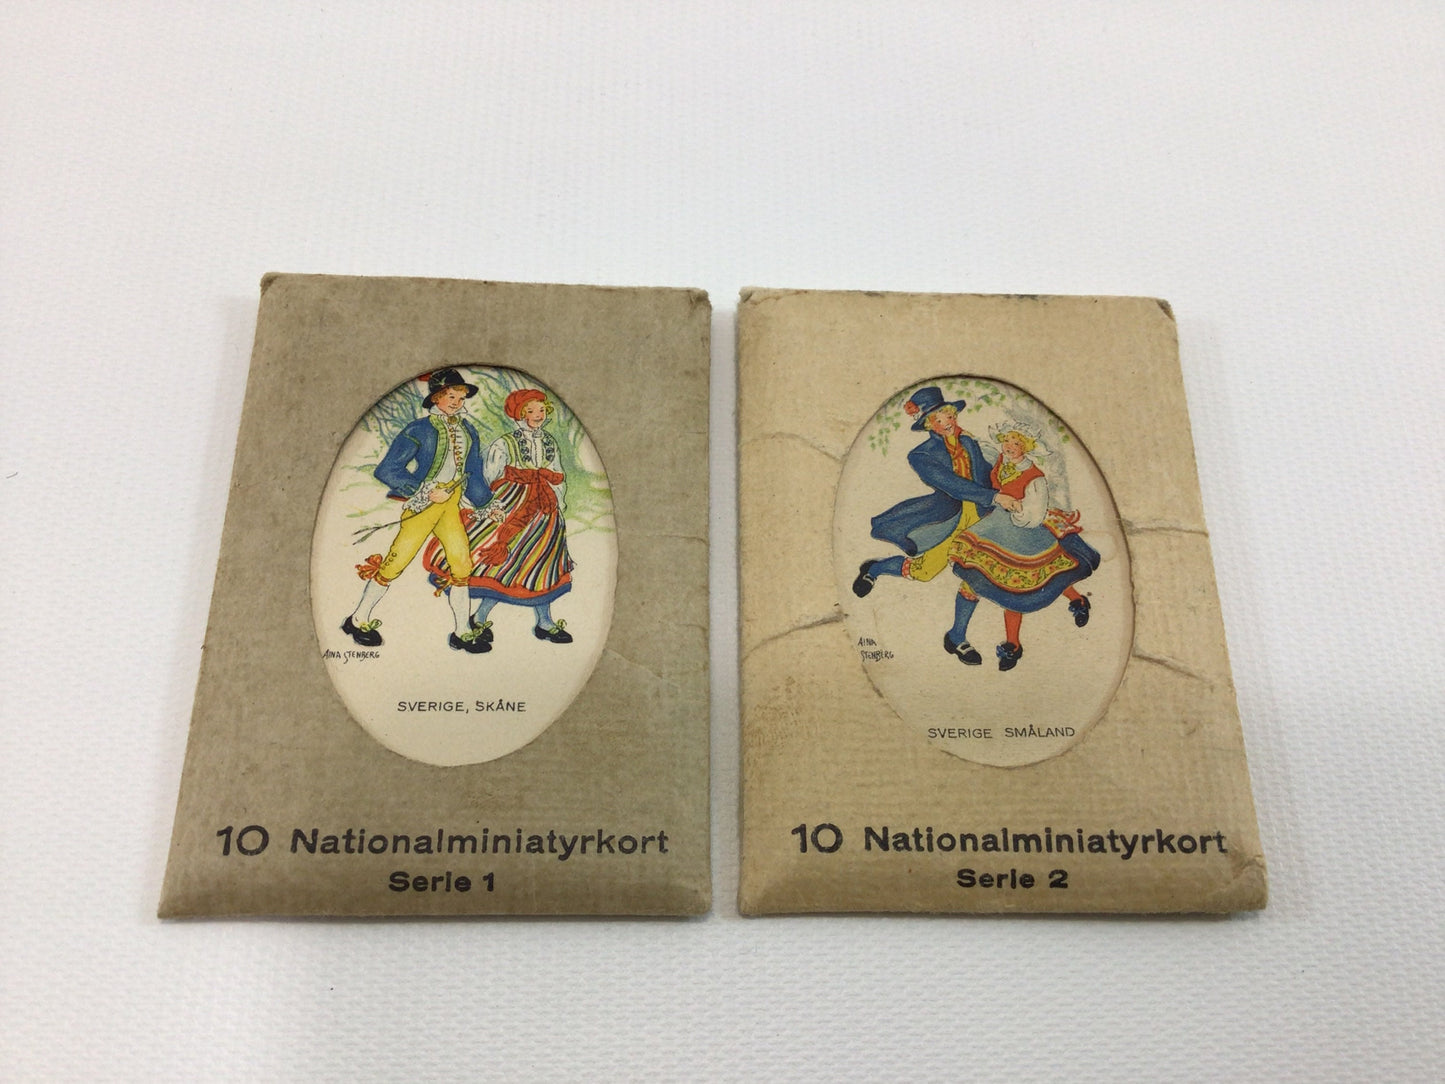 AINA STENBERG
SVERIGE, SKÅNE
10 Nationalminiatyrkort
Serie 1
AINA
STENBERG
SVERIGE SMÅLAND
10 Nationalminiatyrkort
Serie 2